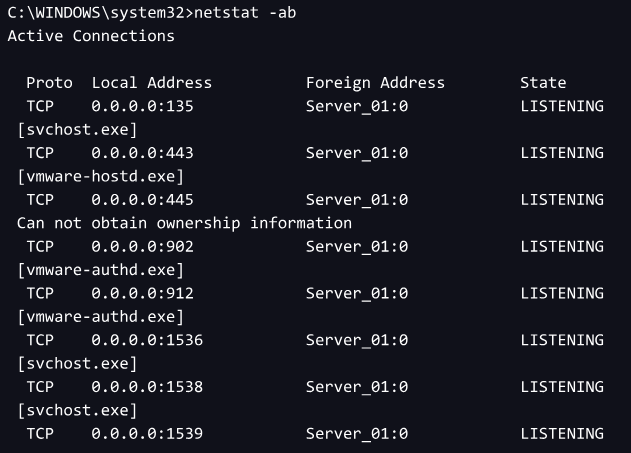 C:\WINDOWS\system32>netstat -ab
Active Connections
Proto  Local Address          Foreign Address        State
TCP    0.0.0.0:135            Server_01:0            LISTENING
[svchost.exe]
TCP    0.0.0.0:443            Server_01:0            LISTENING
[vmware-hostd.exe]
TCP    0.0.0.0:445            Server_01:0            LISTENING
Can not obtain ownership information
TCP    0.0.0.0:902            Server_01:0            LISTENING
[vmware-authd.exe]
TCP    0.0.0.0:912            Server_01:0            LISTENING
[vmware-authd.exe]
TCP    0.0.0.0:1536           Server_01:0            LISTENING
[svchost.exe]
TCP    0.0.0.0:1538           Server_01:0            LISTENING
[svchost.exe]
TCP    0.0.0.0:1539           Server_01:0            LISTENING